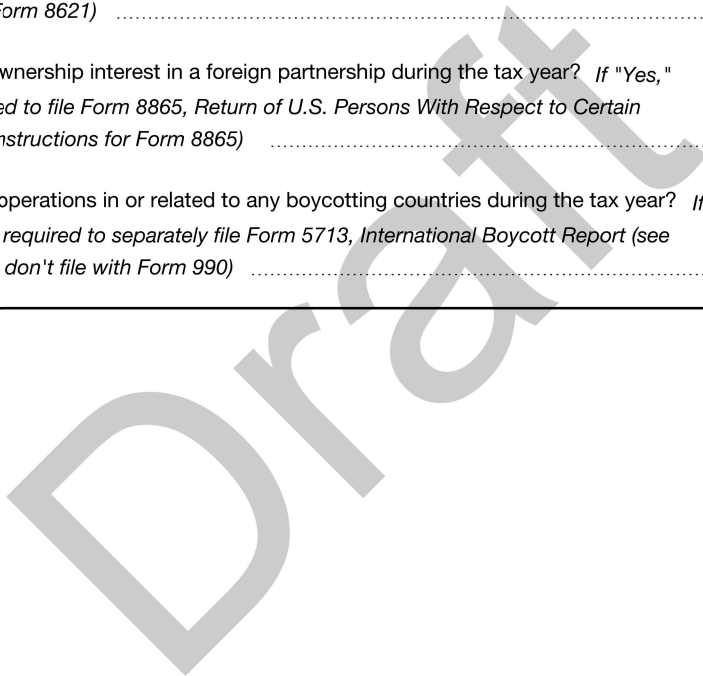 Form 8621)
wnership interest in a foreign partnership during the tax year? If "Yes,"
ed to file Form 8865, Return of U.S. Persons With Respect to Certain
nstructions for Form 8865)
operations in or related to any boycotting countries during the tax year? If
required to separately file Form 5713, International Boycott Report (see
don't file with Form 990)
Draft